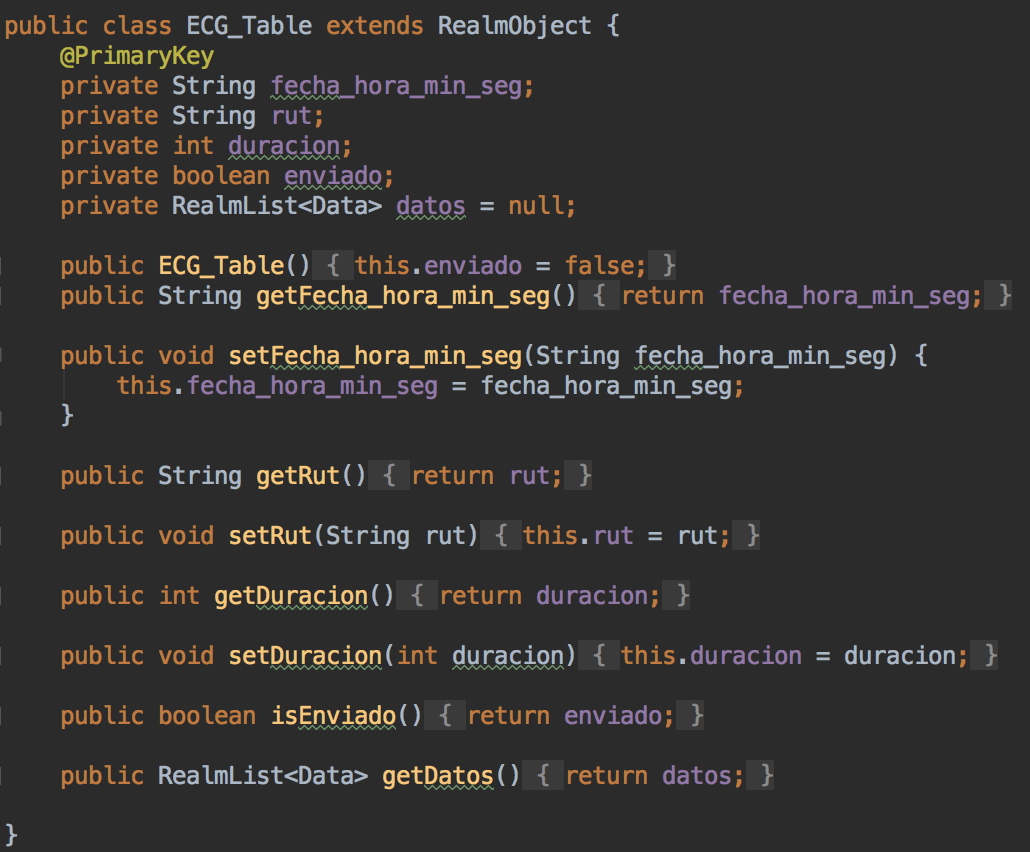 public class ECG_Table extends RealmObject {
    @PrimaryKey
    private String fecha_hora_min_seg;
    private String rut;
    private int duracion;
    private boolean enviado;
    private RealmList<Data> datos = null;

    public ECG_Table() { this.enviado = false; }
    public String getFecha_hora_min_seg() { return fecha_hora_min_seg; }

    public void setFecha_hora_min_seg(String fecha_hora_min_seg) {
        this.fecha_hora_min_seg = fecha_hora_min_seg;
    }

    public String getRut() { return rut; }

    public void setRut(String rut) { this.rut = rut; }

    public int getDuracion() { return duracion; }

    public void setDuracion(int duracion) { this.duracion = duracion; }

    public boolean isEnviado() { return enviado; }

    public RealmList<Data> getDatos() { return datos; }

}